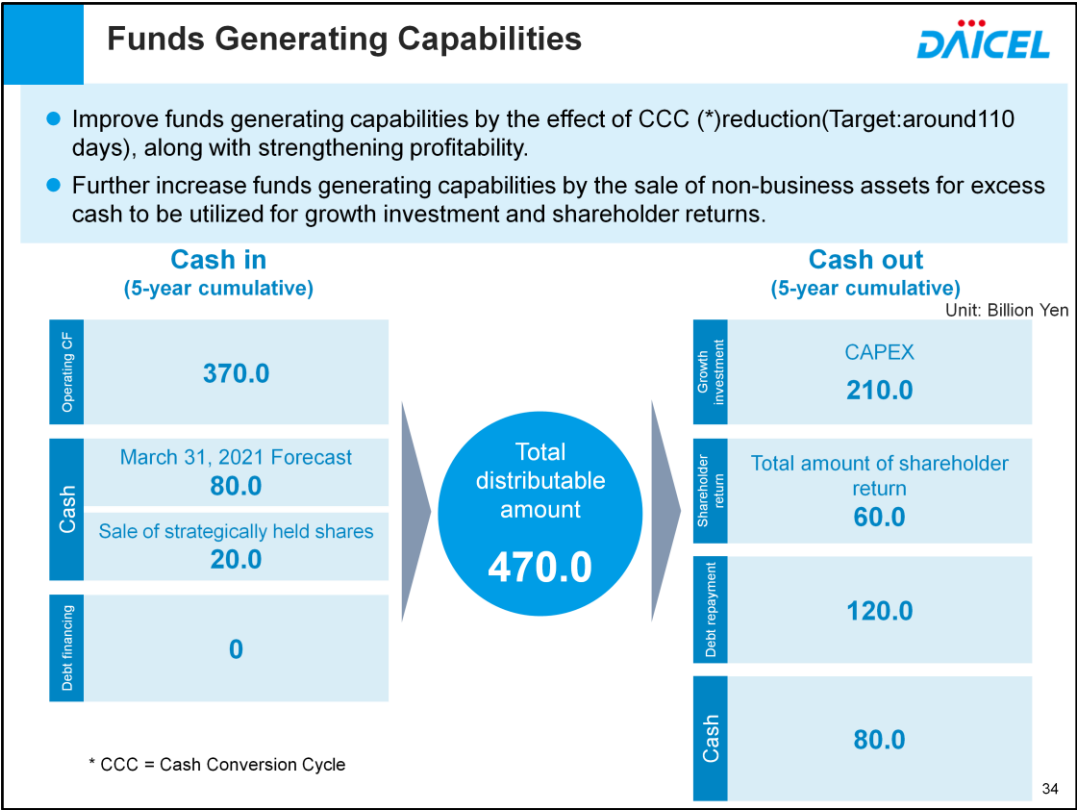 Funds Generating Capabilities
DAICEL
Improve funds generating capabilities by the effect of CCC (*)reduction(Target:around110
days), along with strengthening profitability.
Further increase funds generating capabilities by the sale of non-business assets for excess
cash to be utilized for growth investment and shareholder returns.
Cash in
(5-year cumulative)
Operating CF
370.0
Cash
March 31, 2021 Forecast
80.0
Sale of strategically held shares
20.0
Debt financing
0
Total
distributable
amount
470.0
Cash out
(5-year cumulative)
Unit: Billion Yen
Growth
investment
CAPEX
210.0
Shareholder
return
Total amount of shareholder
return
60.0
Debt repayment
120.0
Cash
80.0
* CCC = Cash Conversion Cycle
34